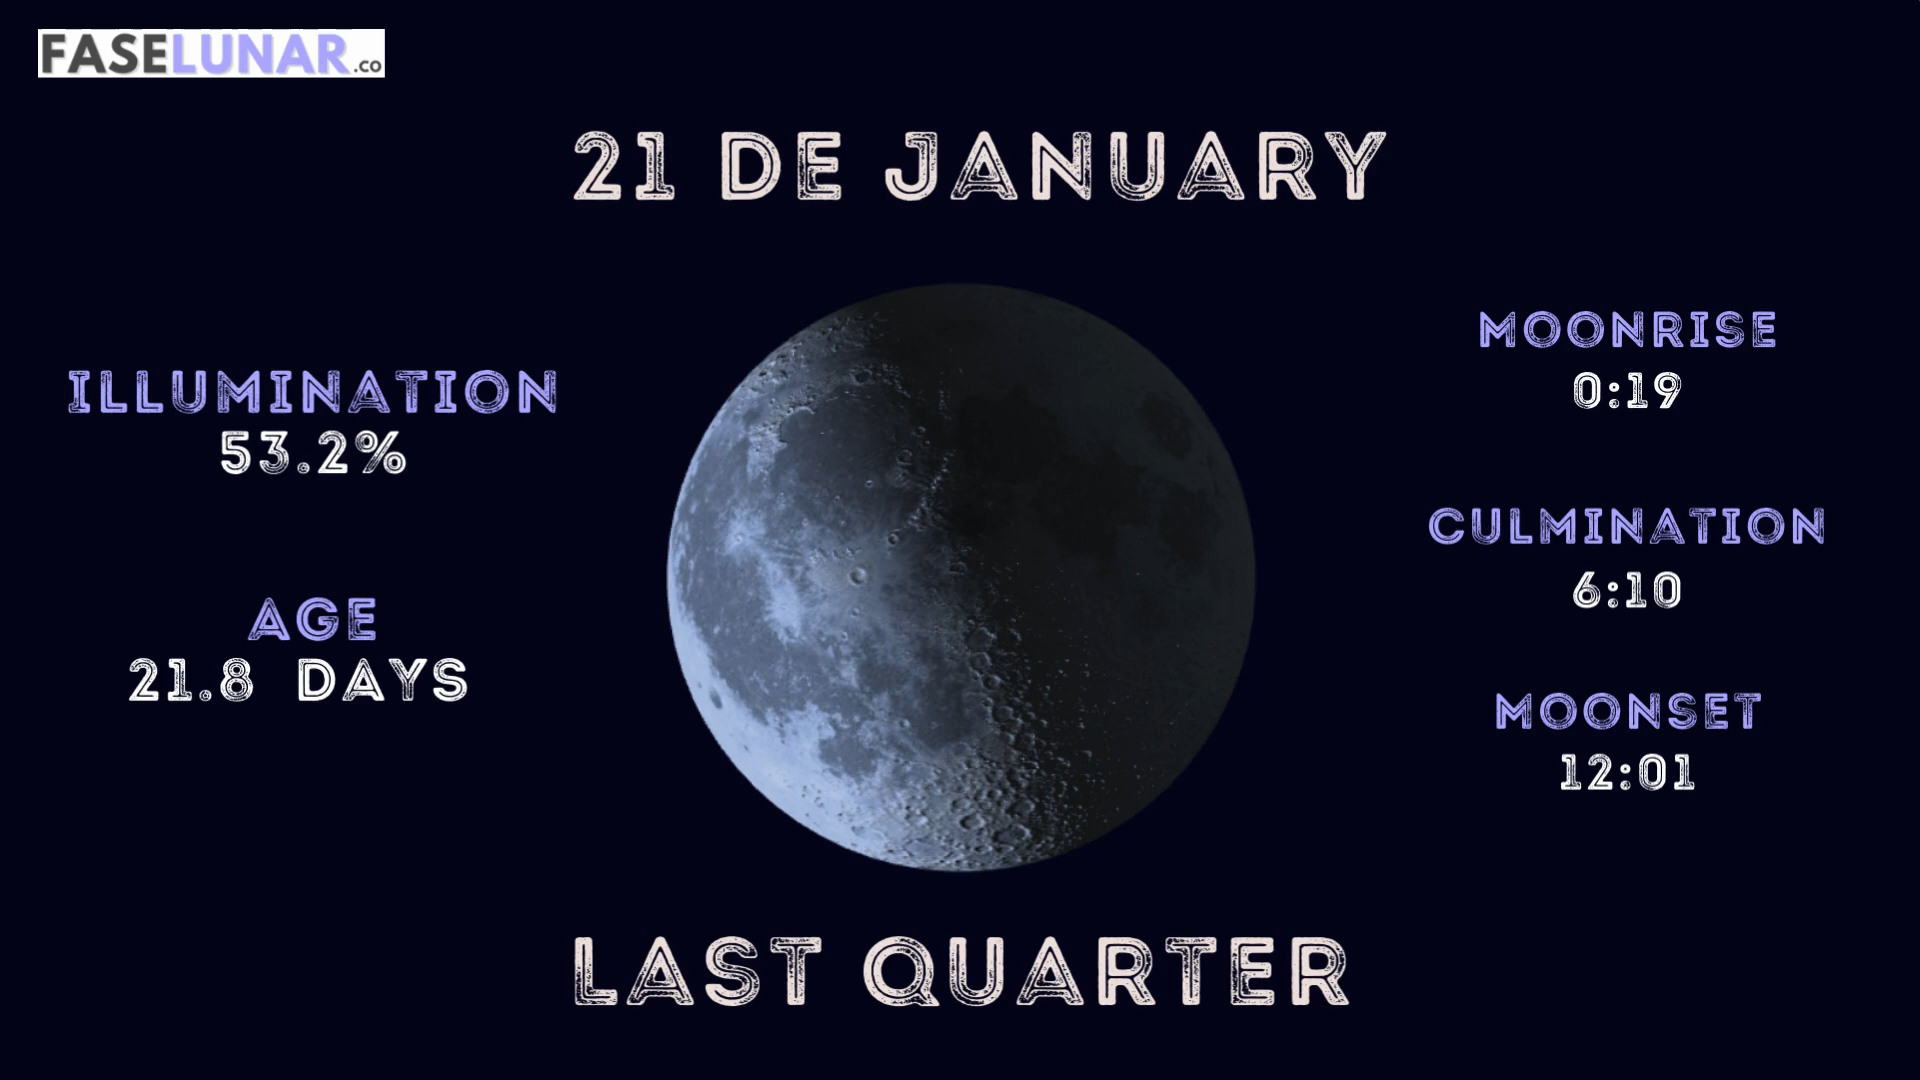 FASELUNAR.co
21 DE JANUARY
ILLUMINATION
53.2%
AGE
21.8 DAYS
MOONRISE
0:19
CULMINATION
6:10
MOONSET
12:01
LAST QUARTER